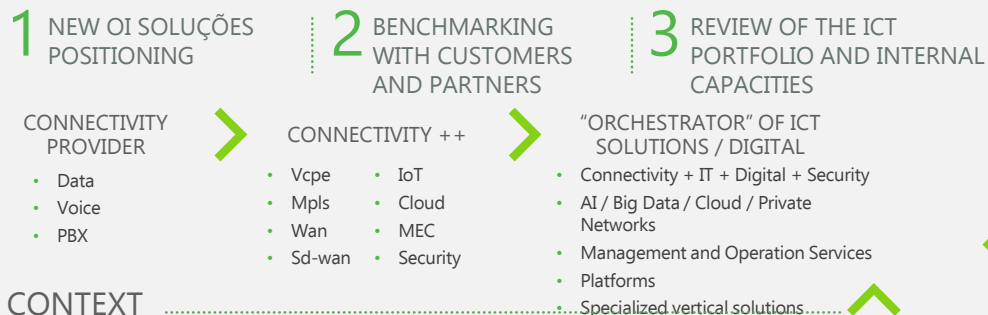 1 NEW OI SOLUÇÕES
POSITIONING
2 BENCHMARKING
WITH CUSTOMERS
AND PARTNERS
3 REVIEW OF THE ICT
PORTFOLIO AND INTERNAL
CAPACITIES
CONNECTIVITY
PROVIDER
• Data
• Voice
• PBX
CONNECTIVITY ++
• Vcpe
• Mpls
• Wan
• Sd-wan
• IoT
• Cloud
• MEC
• Security
“ORCHESTRATOR” OF ICT
SOLUTIONS / DIGITAL
• Connectivity + IT + Digital + Security
• AI / Big Data / Cloud / Private
Networks
• Management and Operation Services
• Platforms
• Specialized vertical solutions
CONTEXT